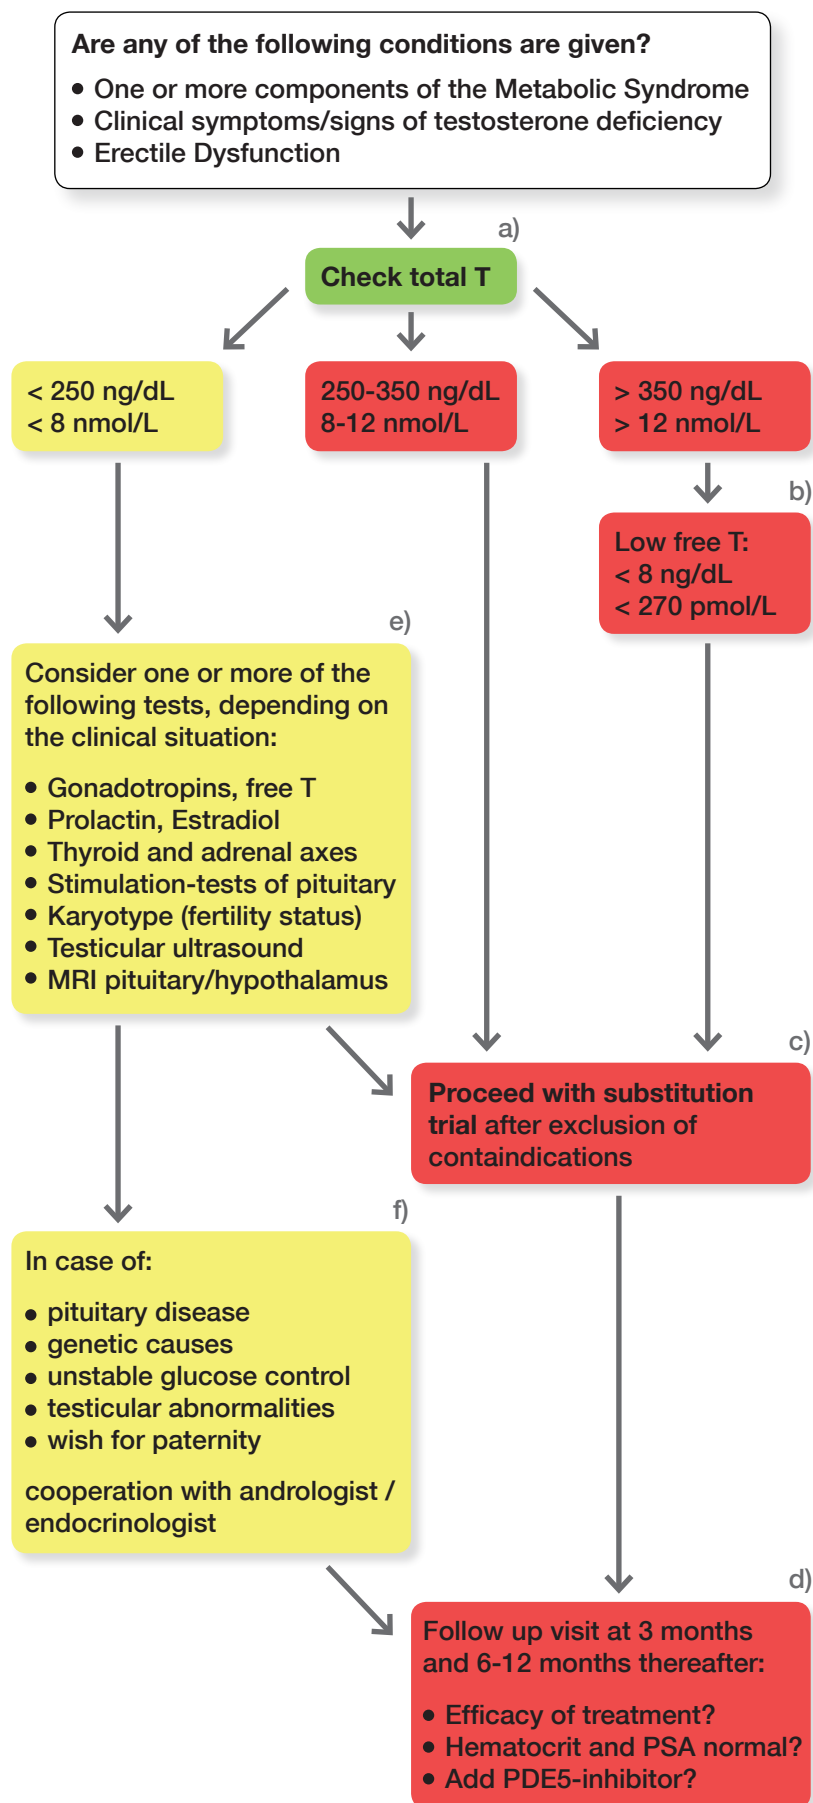 Are any of the following conditions are given?
• One or more components of the Metabolic Syndrome
• Clinical symptoms/signs of testosterone deficiency
• Erectile Dysfunction
a)
Check total T
< 250 ng/dL
< 8 nmol/L
250-350 ng/dL
8-12 nmol/L
> 350 ng/dL
> 12 nmol/L
b)
Low free T:
< 8 ng/dL
< 270 pmol/L
e)
Consider one or more of the
following tests, depending on
the clinical situation:
• Gonadotropins, free T
• Prolactin, Estradiol
• Thyroid and adrenal axes
• Stimulation-tests of pituitary
• Karyotype (fertility status)
• Testicular ultrasound
• MRI pituitary/hypothalamus
c)
Proceed with substitution
trial after exclusion of
containdications
f)
In case of:
• pituitary disease
• genetic causes
• unstable glucose control
• testicular abnormalities
• wish for paternity
cooperation with andrologist /
endocrinologist
d)
Follow up visit at 3 months
and 6-12 months thereafter:
• Efficacy of treatment?
• Hematocrit and PSA normal?
• Add PDE5-inhibitor?